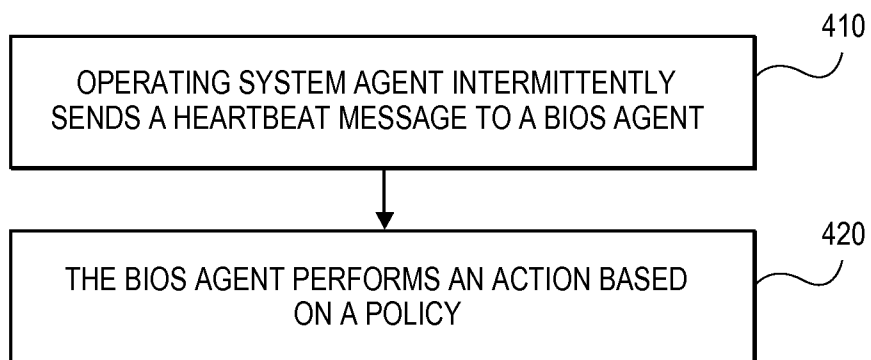 410
OPERATING SYSTEM AGENT INTERMITTENTLY
SENDS A HEARTBEAT MESSAGE TO A BIOS AGENT
420
THE BIOS AGENT PERFORMS AN ACTION BASED
ON A POLICY